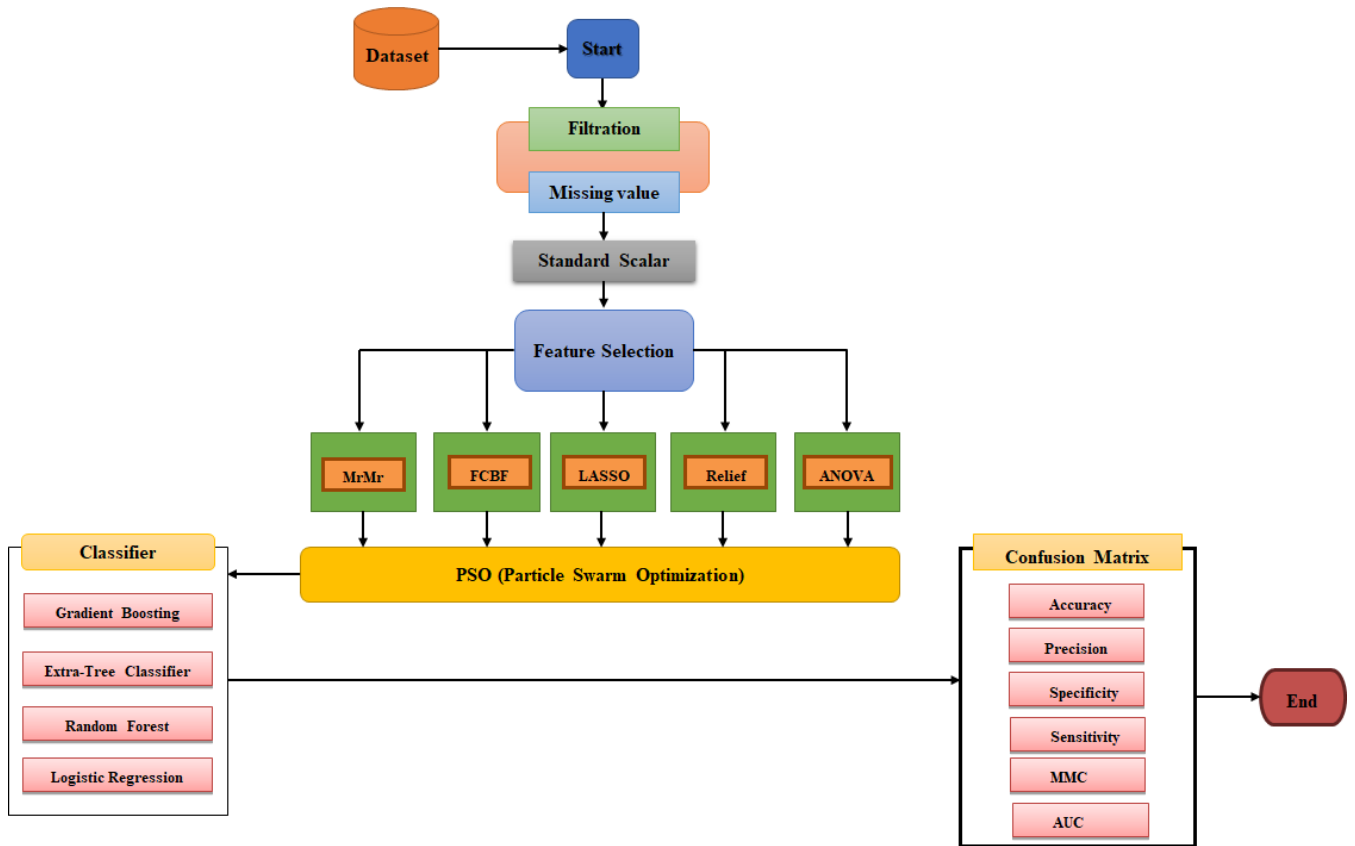 Dataset
Start
Filtration
Missing value
Standard Scalar
Feature Selection
MrMr
FCBF
LASSO
Relief
ANOVA
PSO (Particle Swarm Optimization)
Classifier
Gradient Boosting
Extra-Tree Classifier
Random Forest
Logistic Regression
Confusion Matrix
Accuracy
Precision
Specificity
Sensitivity
MMC
AUC
End